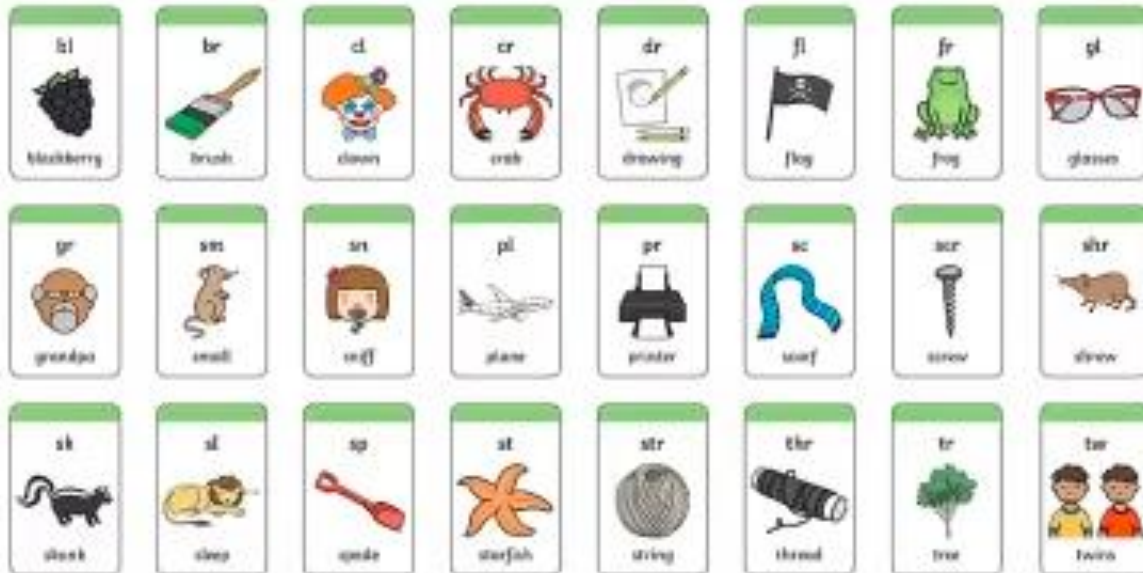 bl br cl cr dr fl fr gl
blackberry brush clown crab drawing flag frog glasses
gr sm sn pl pr sc scr shr
grandpa small sniff plane printer scarf screw shrew
sk sl sp st str thr tr tw
skunk sleep spade starfish string thread tree twins